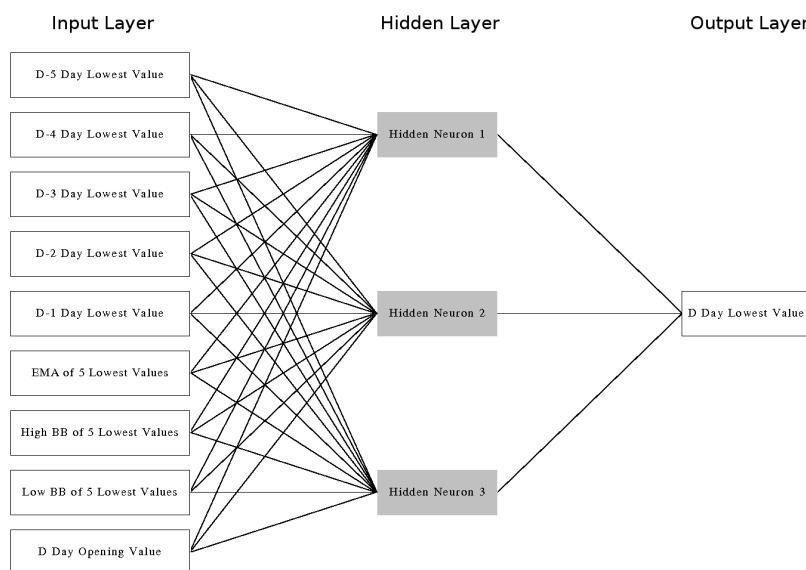 Input Layer
Hidden Layer
Output Layer
D-5 Day Lowest Value
D-4 Day Lowest Value
D-3 Day Lowest Value
D-2 Day Lowest Value
D-1 Day Lowest Value
EMA of 5 Lowest Values
High BB of 5 Lowest Values
Low BB of 5 Lowest Values
D Day Opening Value
Hidden Neuron 1
Hidden Neuron 2
Hidden Neuron 3
D Day Lowest Value